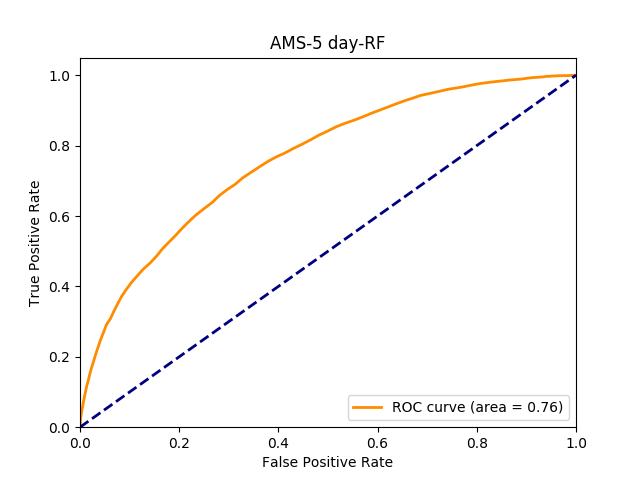 AMS-5 day-RF
1.0
0.8
0.6
0.4
0.2
0.0
True Positive Rate
ROC curve (area = 0.76)
0.0 0.2 0.4 0.6 0.8 1.0
False Positive Rate